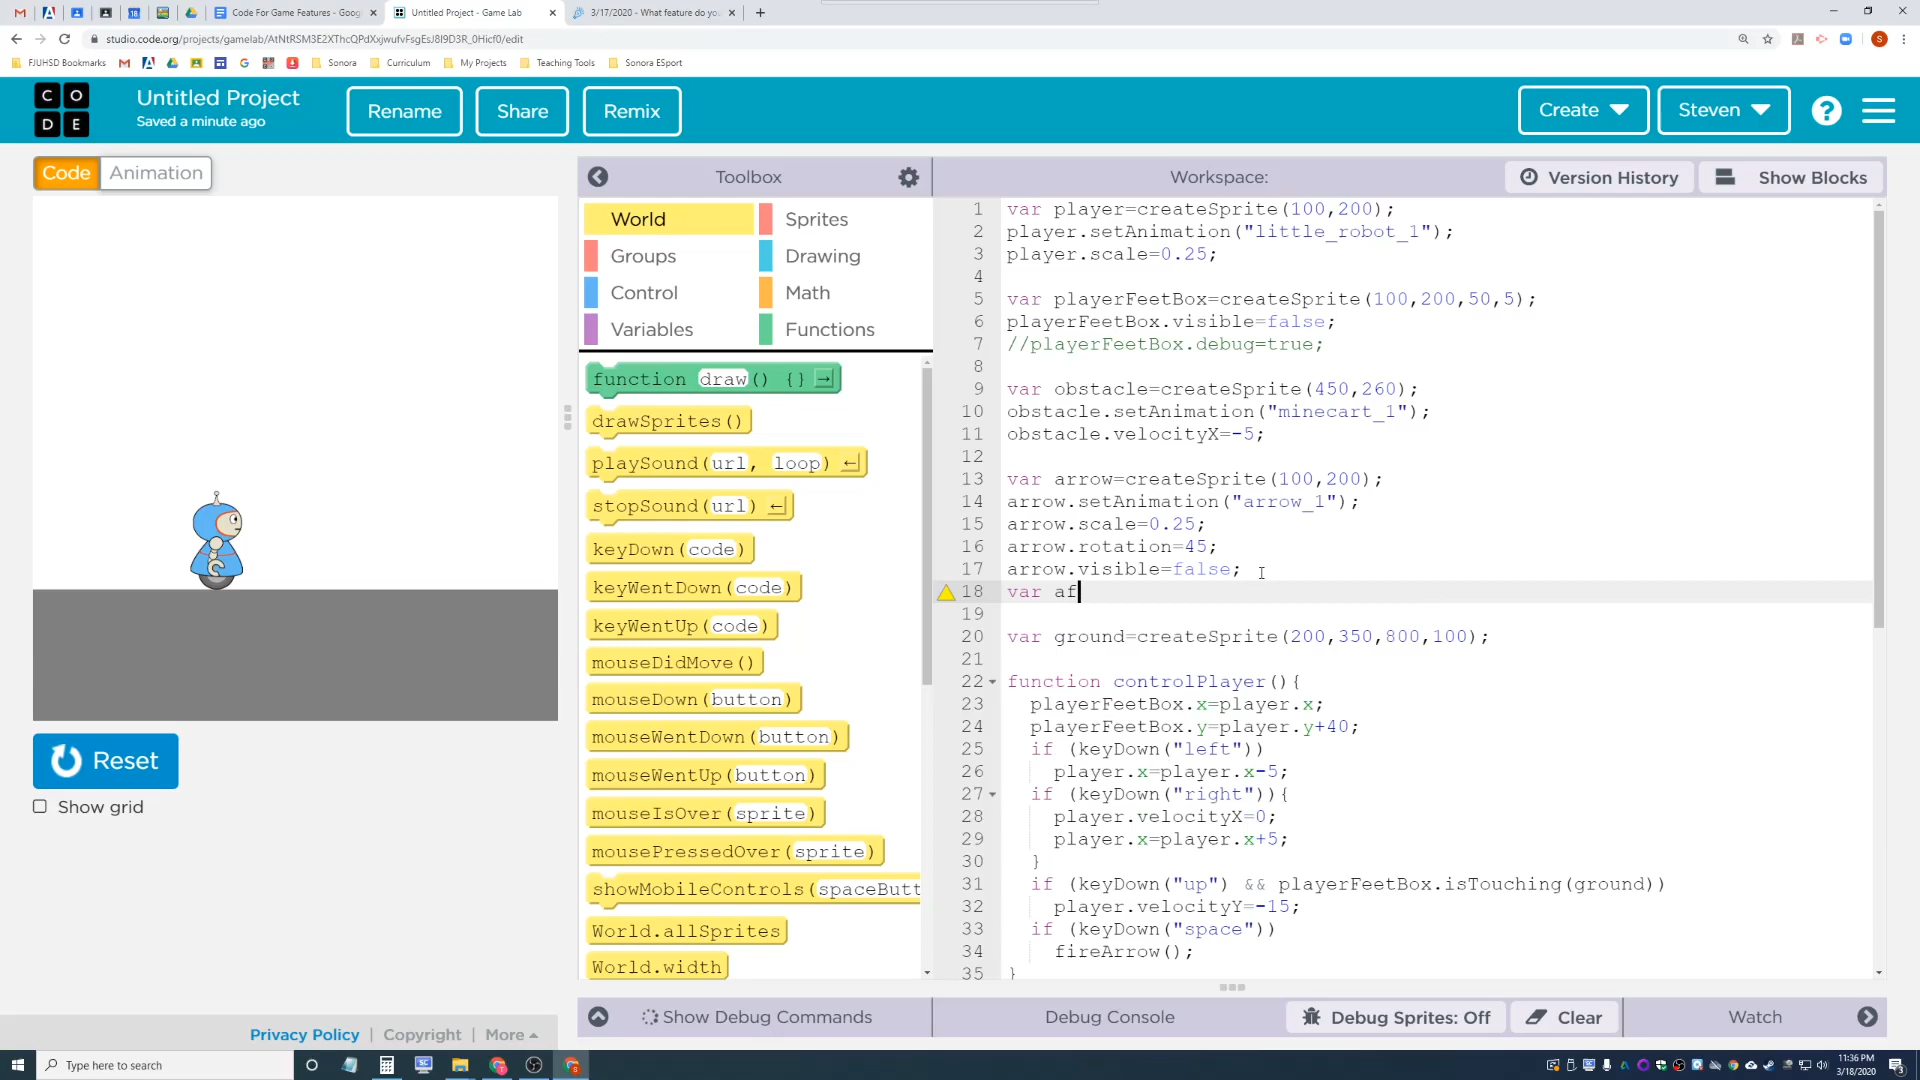 Code For Game Features - Goog
Untitled Project - Game Lab
3/17/2020 - What feature do yo
studio.code.org/projects/gamelab/AtNtRSM3E2XThcQPdXxjwufvFsgEsJ8I9D3R_0Hicf0/edit
FJUHSD Bookmarks
Sonora
Curriculum
My Projects
Teaching Tools
Sonora ESport
CODE
Untitled Project
Saved a minute ago
Rename
Share
Remix
Create
Steven
?
Code
Animation
Toolbox
Workspace:
Version History
Show Blocks
World
Sprites
Groups
Drawing
Control
Math
Variables
Functions
function draw() {}
drawSprites()
playSound(url, loop)
stopSound(url)
keyDown(code)
keyWentDown(code)
keyWentUp(code)
mouseDidMove()
mouseDown(button)
mouseWentDown(button)
mouseWentUp(button)
mouseIsOver(sprite)
mousePressedOver(sprite)
showMobileControls(spaceButt
World.allSprites
World.width
1 var player=createSprite(100,200);
2 player.setAnimation("little_robot_1");
3 player.scale=0.25;
4
5 var playerFeetBox=createSprite(100,200,50,5);
6 playerFeetBox.visible=false;
7 //playerFeetBox.debug=true;
8
9 var obstacle=createSprite(450,260);
10 obstacle.setAnimation("minecart_1");
11 obstacle.velocityX=-5;
12
13 var arrow=createSprite(100,200);
14 arrow.setAnimation("arrow_1");
15 arrow.scale=0.25;
16 arrow.rotation=45;
17 arrow.visible=false;
18 var af
19
20 var ground=createSprite(200,350,800,100);
21
22 function controlPlayer(){
23 playerFeetBox.x=player.x;
24 playerFeetBox.y=player.y+40;
25 if (keyDown("left"))
26 player.x=player.x-5;
27 if (keyDown("right")){
28 player.velocityX=0;
29 player.x=player.x+5;
30 }
31 if (keyDown("up") && playerFeetBox.isTouching(ground))
32 player.velocityY=-15;
33 if (keyDown("space"))
34 fireArrow();
35 }
Reset
Show grid
Privacy Policy | Copyright | More
Show Debug Commands
Debug Console
Debug Sprites: Off
Clear
Watch
Type here to search
11:36 PM
3/18/2020